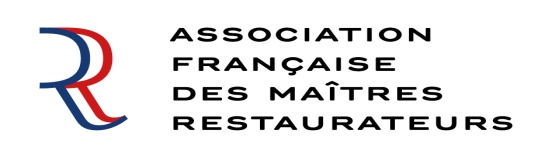 ASSOCIATION
FRANÇAISE
DES MAÎTRES
RESTAURATEURS